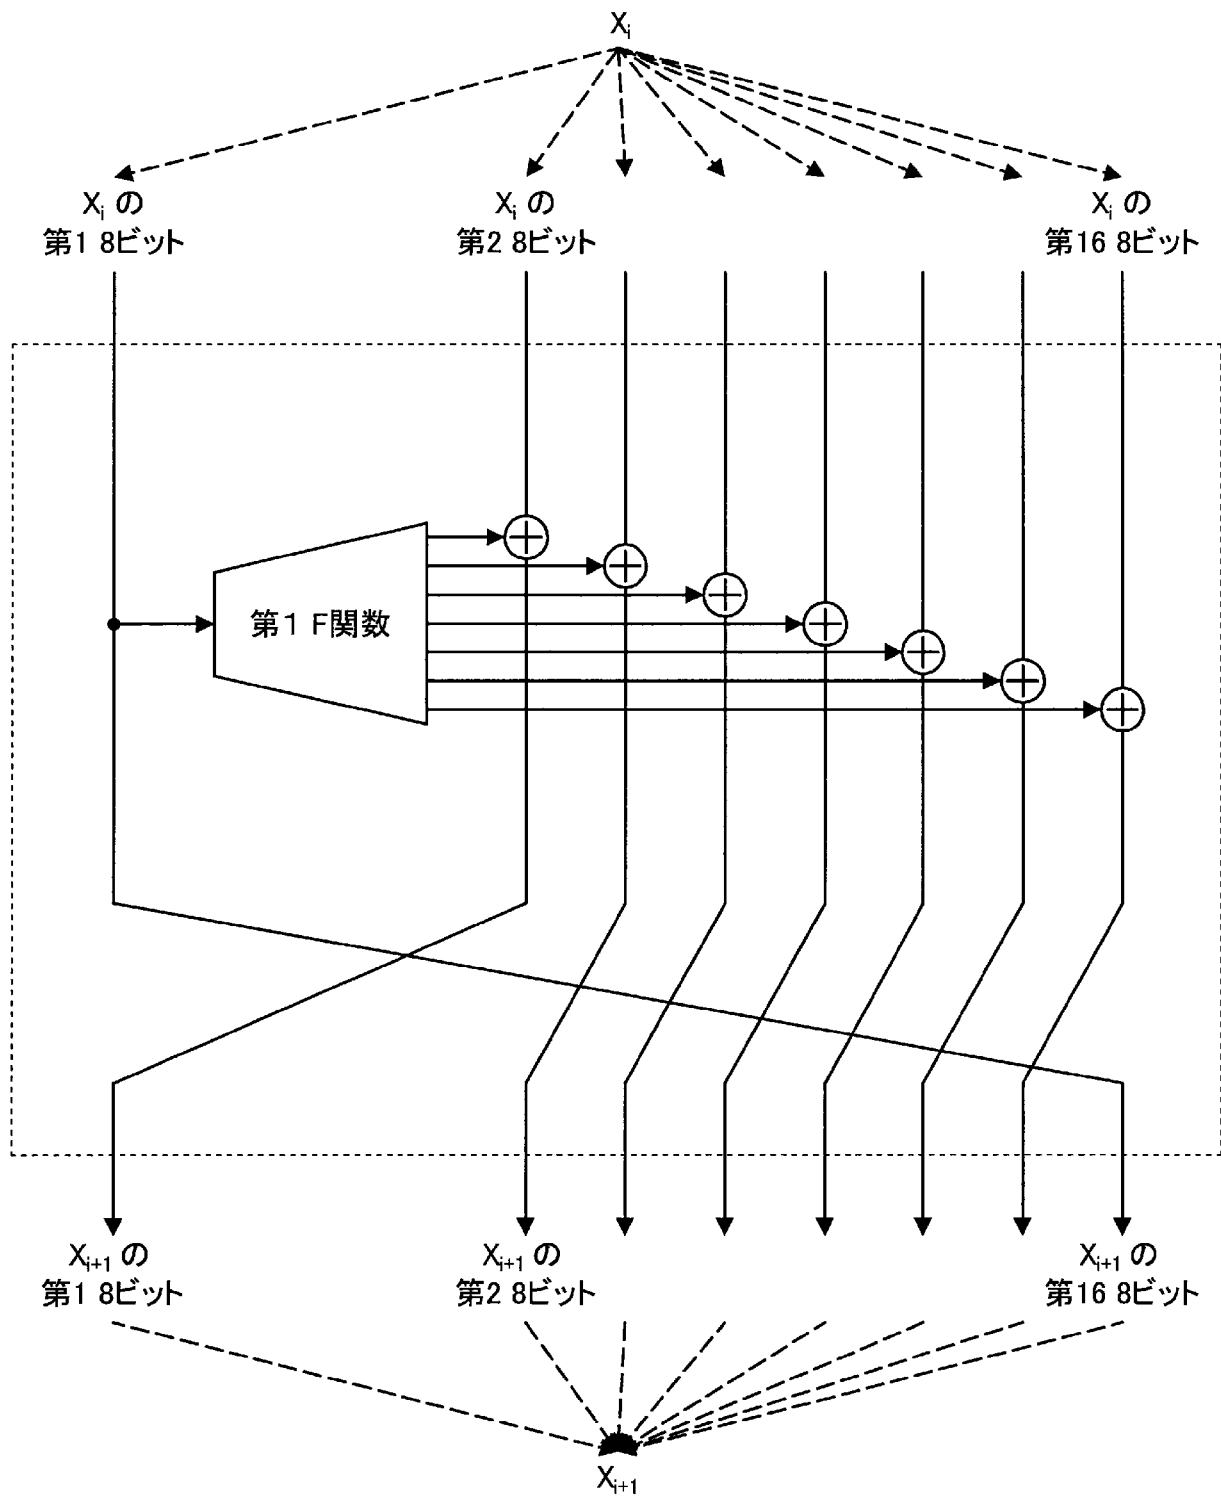 Xi
Xi の
第1 8ビット
Xi の
第2 8ビット
Xi の
第16 8ビット
第１ F関数
Xi+1 の
第1 8ビット
Xi+1 の
第2 8ビット
Xi+1 の
第16 8ビット
Xi+1